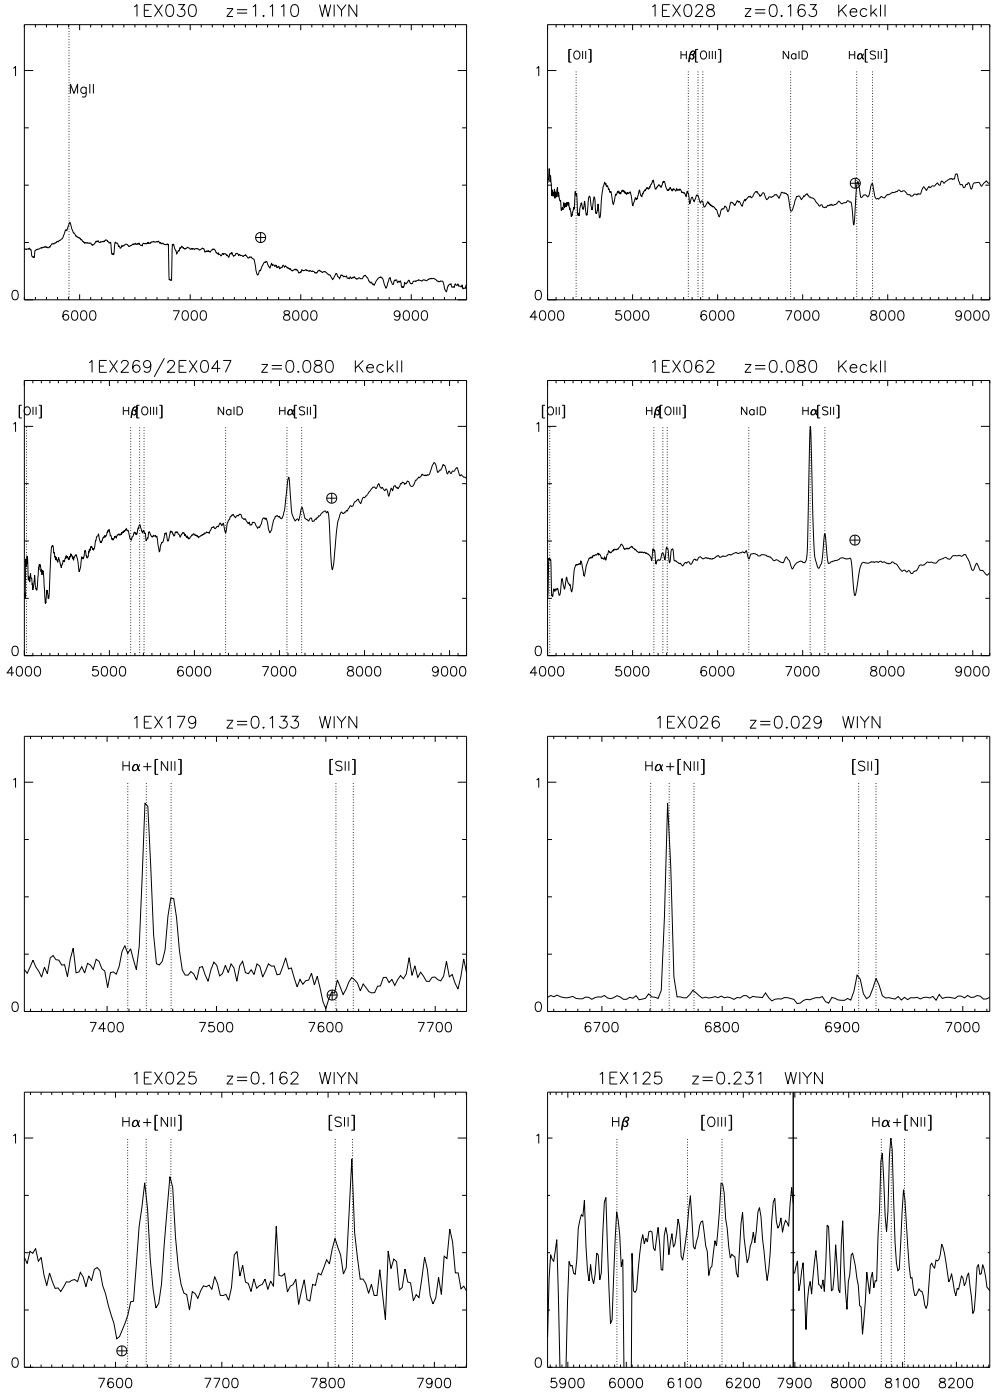 1EX030 z=1.110 WIYN
1
MgII
⊕
0
6000 7000 8000 9000
1EX028 z=0.163 KeckII
[OII] Hβ[OIII] NaID Hα[SII]
1
⊕
0
4000 5000 6000 7000 8000 9000
1EX269/2EX047 z=0.080 KeckII
[OII] Hβ[OIII] NaID Hα[SII]
1
⊕
0
4000 5000 6000 7000 8000 9000
1EX062 z=0.080 KeckII
[OII] Hβ[OIII] NaID Hα[SII]
1
⊕
0
4000 5000 6000 7000 8000 9000
1EX179 z=0.133 WIYN
Hα+[NII] [SII]
1
⊕
0
7400 7500 7600 7700
1EX026 z=0.029 WIYN
Hα+[NII] [SII]
1
0
6700 6800 6900 7000
1EX025 z=0.162 WIYN
Hα+[NII] [SII]
1
⊕
0
7600 7700 7800 7900
1EX125 z=0.231 WIYN
Hβ [OIII] Hα+[NII]
1
0
5900 6000 6100 6200 7900 8000 8100 8200